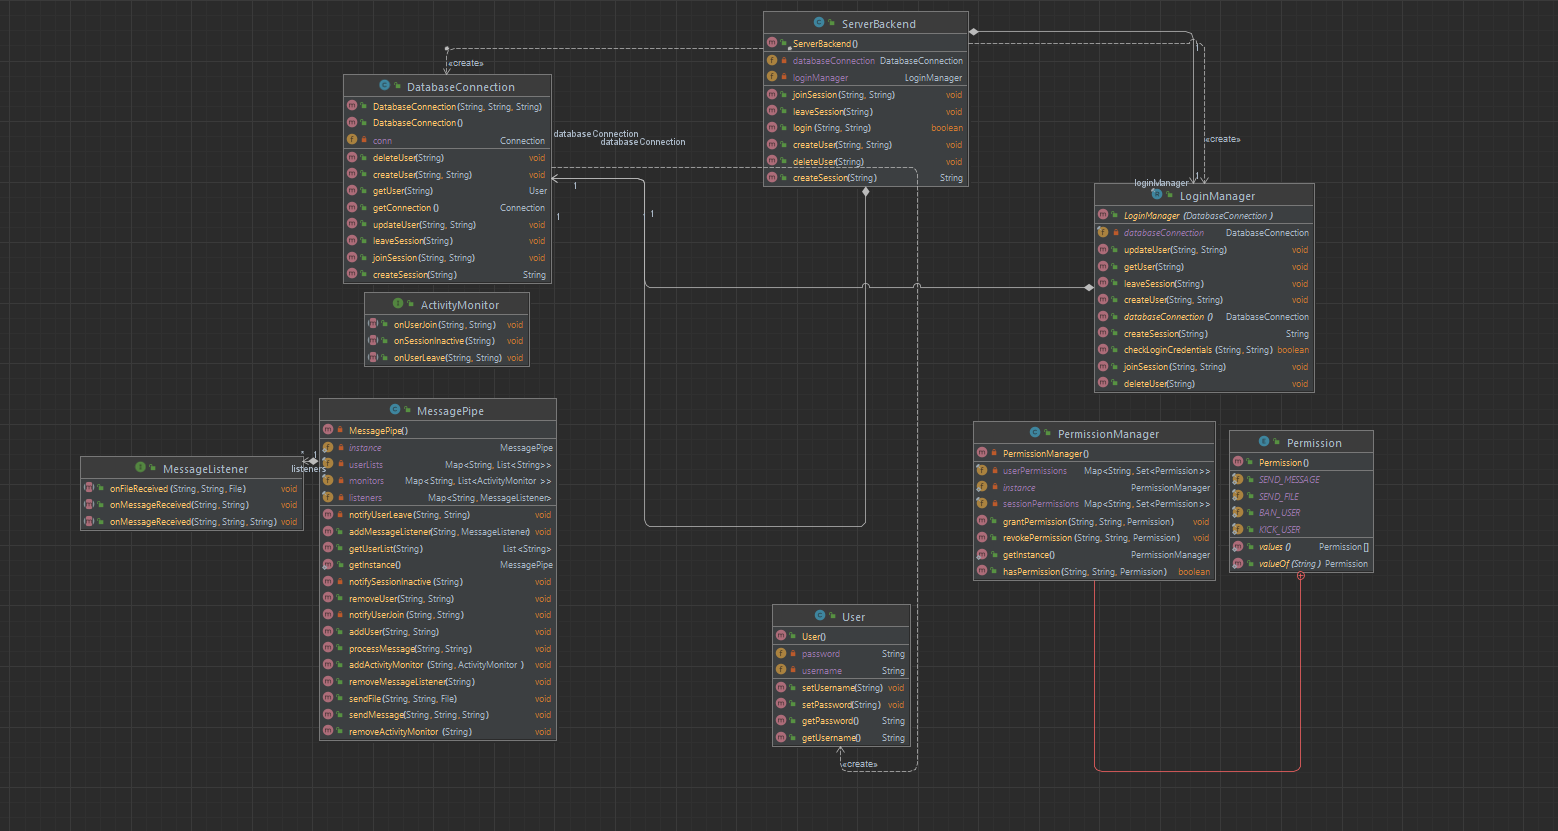 ServerBackend
ServerBackend()
databaseConnection DatabaseConnection
loginManager LoginManager
joinSession(String, String) void
leaveSession(String) void
login (String, String) boolean
createUser(String, String) void
deleteUser(String) void
createSession(String) String
«create»
DatabaseConnection
DatabaseConnection(String, String, String)
DatabaseConnection()
conn Connection
deleteUser(String) void
createUser(String, String) void
getUser(String) User
getConnection () Connection
updateUser(String, String) void
leaveSession(String) void
joinSession(String, String) void
createSession(String) String
databaseConnection
databaseConnection
1
1
1
«create»
1
loginManager
LoginManager
LoginManager (DatabaseConnection )
databaseConnection DatabaseConnection
updateUser(String, String) void
getUser(String) void
leaveSession(String) void
createUser(String, String) void
databaseConnection () DatabaseConnection
createSession(String) String
checkLoginCredentials (String, String) boolean
joinSession(String, String) void
deleteUser(String) void
ActivityMonitor
onUserJoin(String, String) void
onSessionInactive(String) void
onUserLeave(String, String) void
MessageListener
onFileReceived (String, String, File) void
onMessageReceived(String, String) void
onMessageReceived(String, String, String) void
* 1
listeners
MessagePipe
MessagePipe()
instance MessagePipe
userLists Map<String, List<String>>
monitors Map<String, List<ActivityMonitor >>
listeners Map<String, MessageListener>
notifyUserLeave(String, String) void
addMessageListener(String, MessageListener) void
getUserList(String) List <String>
getInstance() MessagePipe
notifySessionInactive (String) void
removeUser(String, String) void
notifyUserJoin (String, String) void
addUser(String, String) void
processMessage(String, String) void
addActivityMonitor (String, ActivityMonitor ) void
removeMessageListener(String) void
sendFile(String, String, File) void
sendMessage(String, String, String) void
removeActivityMonitor (String) void
PermissionManager
PermissionManager()
userPermissions Map<String, Set<Permission>>
instance PermissionManager
sessionPermissions Map<String, Set<Permission>>
grantPermission(String, String, Permission) void
revokePermission (String, String, Permission) void
getInstance() PermissionManager
hasPermission(String, String, Permission) boolean
Permission
Permission()
SEND_MESSAGE
SEND_FILE
BAN_USER
KICK_USER
values () Permission[]
valueOf (String ) Permission
User
User()
password String
username String
setUsername(String) void
setPassword(String) void
getPassword() String
getUsername() String
«create»